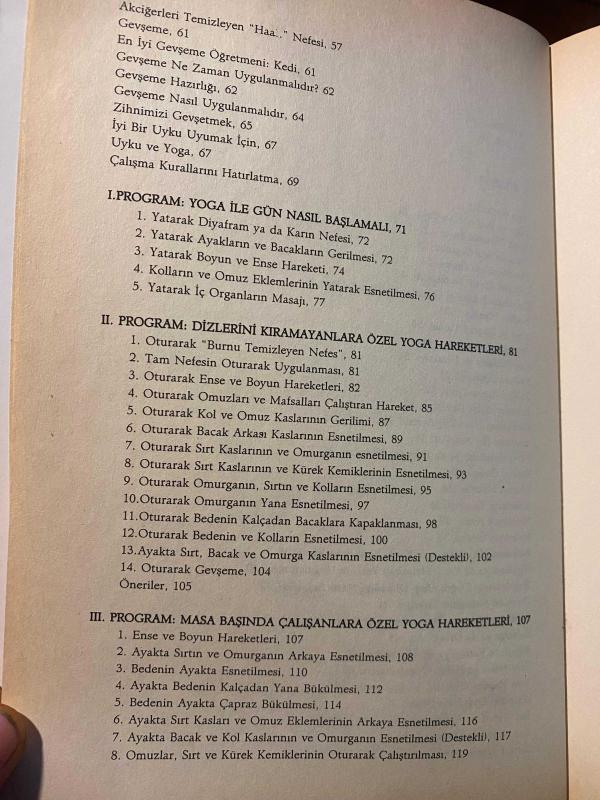 Akciğerleri Temizleyen "Haa.." Nefesi, 57
Gevşeme, 61
En İyi Gevşeme Öğretmeni: Kedi, 61
Gevşeme Ne Zaman Uygulanmalıdır? 62
Gevşeme Hazırlığı, 62
Gevşeme Nasıl Uygulanmalıdır, 64
Zihnimizi Gevşetmek, 65
İyi Bir Uyku Uyumak İçin, 67
Uyku ve Yoga, 67
Çalışma Kurallarını Hatırlatma, 69
I.PROGRAM: YOGA İLE GÜN NASIL BAŞLAMALI, 71
1. Yatarak Diyafram ya da Karın Nefesi, 72
2. Yatarak Ayakların ve Bacakların Gerilmesi, 72
3. Yatarak Boyun ve Ense Hareketi, 74
4. Kolların ve Omuz Eklemlerinin Yatarak Esnetilmesi, 76
5. Yatarak İç Organların Masajı, 77
II. PROGRAM: DİZLERİNİ KIRAMAYANLARA ÖZEL YOGA HAREKETLERİ, 81
1. Oturarak "Burnu Temizleyen Nefes", 81
2. Tam Nefesin Oturarak Uygulanması, 81
3. Oturarak Ense ve Boyun Hareketleri, 82
4. Oturarak Omuzları ve Mafsalları Çalıştıran Hareket, 85
5. Oturarak Kol ve Omuz Kaslarının Gerilimi, 87
6. Oturarak Bacak Arkası Kaslarının Esnetilmesi, 89
7. Oturarak Sırt Kaslarının ve Omurganın esnetilmesi, 91
8. Oturarak Sırt Kaslarının ve Kürek Kemiklerinin Esnetilmesi, 93
9. Oturarak Omurganın, Sırtın ve Kolların Esnetilmesi, 95
10.Oturarak Omurganın Yana Esnetilmesi, 97
11.Oturarak Bedenin Kalçadan Bacaklara Kapaklanması, 98
12.Oturarak Bedenin ve Kolların Esnetilmesi, 100
13.Ayakta Sırt, Bacak ve Omurga Kaslarının Esnetilmesi (Destekli), 102
14. Oturarak Gevşeme, 104
Öneriler, 105
III. PROGRAM: MASA BAŞINDA ÇALIŞANLARA ÖZEL YOGA HAREKETLERİ, 107
1. Ense ve Boyun Hareketleri, 107
2. Ayakta Sırtın ve Omurganın Arkaya Esnetilmesi, 108
3. Bedenin Ayakta Esnetilmesi, 110
4. Ayakta Bedenin Kalçadan Yana Bükülmesi, 112
5. Bedenin Ayakta Çapraz Bükülmesi, 114
6. Ayakta Sırt Kasları ve Omuz Eklemlerinin Arkaya Esnetilmesi, 116
7. Ayakta Bacak ve Kol Kaslarının ve Omurganın Esnetilmesi (Destekli), 117
8. Omuzlar, Sırt ve Kürek Kemiklerinin Oturarak Çalıştırılması, 119